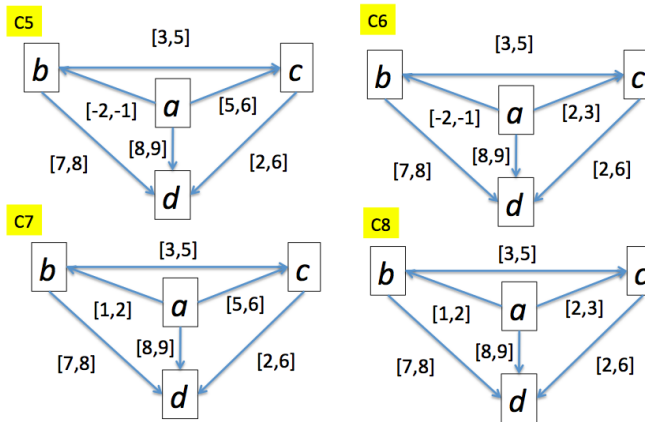 C5
[3,5]
b
c
[-2,-1]
a
[5,6]
[8,9]
[7,8]
[2,6]
d
C6
[3,5]
b
c
[-2,-1]
a
[2,3]
[8,9]
[7,8]
[2,6]
d
C7
[3,5]
b
c
[1,2]
a
[5,6]
[8,9]
[7,8]
[2,6]
d
C8
[3,5]
b
c
[1,2]
a
[2,3]
[8,9]
[7,8]
[2,6]
d